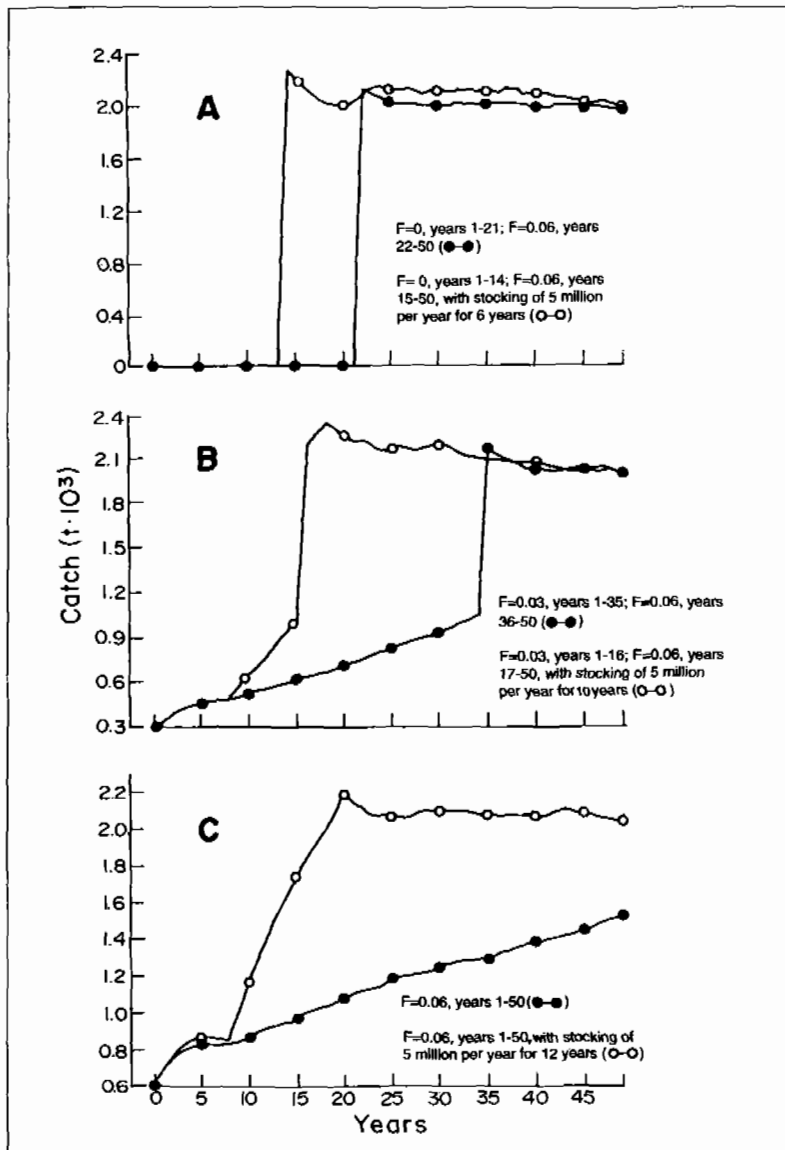 A
2.4
2.0
1.6
1.2
0.8
0.4
0
F=0, years 1-21; F=0.06, years
22-50 (●-●)
F= 0, years 1-14; F=0.06, years
15-50, with stocking of 5 million
per year for 6 years (O-O)
B
2.4
2.1
1.8
1.5
1.2
0.9
0.6
0.3
Catch (t·10³)
F=0.03, years 1-35; F=0.06, years
36-50 (●-●)
F=0.03, years 1-16; F=0.06, years
17-50, with stocking of 5 million
per year for 10 years (O-O)
C
2.2
2.0
1.8
1.6
1.4
1.2
1.0
0.8
0.6
F=0.06, years 1-50 (●-●)
F=0.06, years 1-50, with stocking of
5 million per year for 12 years (O-O)
0 5 10 15 20 25 30 35 40 45
Years